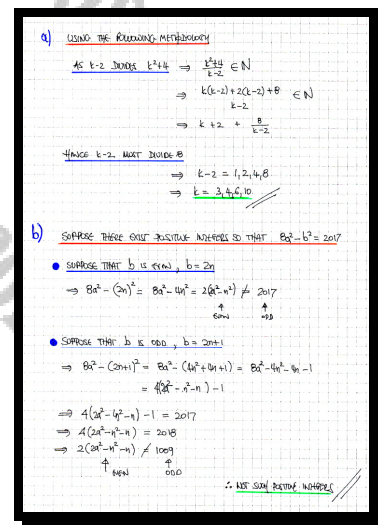 a) USING THE FOLLOWING METHODOLOGY
AS k-2 DIVIDES k²+4 ⇒ (k²+4)/(k-2) ∈ N
⇒ (k(k-2)+2(k-2)+8)/(k-2) ∈ N
⇒ k + 2 + 8/(k-2)
HENCE k-2 MUST DIVIDE 8
⇒ k-2 = 1, 2, 4, 8
⇒ k = 3, 4, 6, 10
b) SUPPOSE THERE EXIST POSITIVE INTEGERS SO THAT 8a²-b² = 2017
• SUPPOSE THAT b IS EVEN, b = 2n
⇒ 8a² - (2n)² = 8a² - 4n² = 2(2a²-n²) ≠ 2017
↑ EVEN ↑ ODD
• SUPPOSE THAT b IS ODD, b = 2n+1
⇒ 8a² - (2n+1)² = 8a² - (4n²+4n+1) = 8a² - 4n² - 4n - 1
= 4(2a² - n² - n) - 1
⇒ 4(2a² - n² - n) - 1 = 2017
⇒ 4(2a² - n² - n) = 2018
⇒ 2(2a² - n² - n) ≠ 1009
↑ EVEN ↑ ODD
∴ NOT SUCH POSITIVE INTEGERS